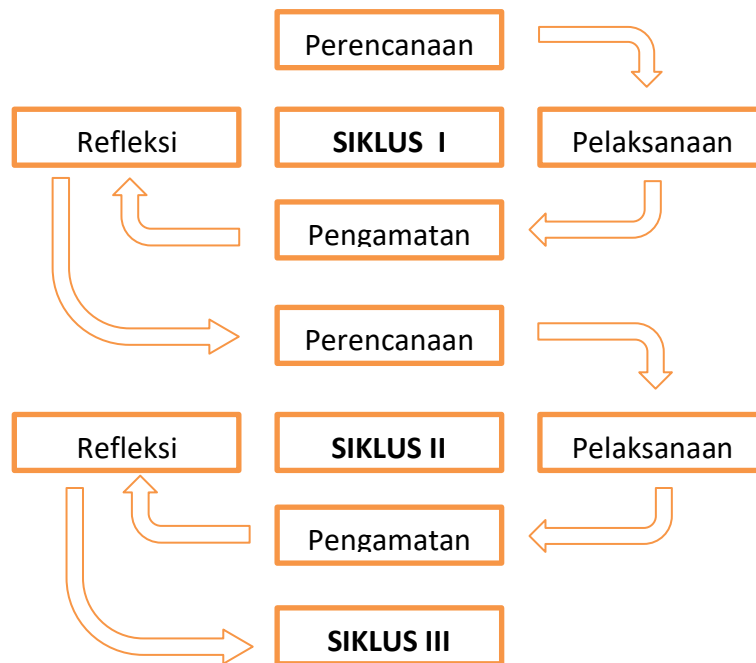 Perencanaan
Refleksi
SIKLUS I
Pelaksanaan
Pengamatan
Perencanaan
Refleksi
SIKLUS II
Pelaksanaan
Pengamatan
SIKLUS III